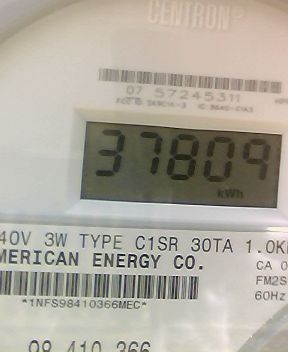 CENTRON®
07 57245311
37809
kWh
40V 3W TYPE C1SR 30TA 1.0K
MERICAN ENERGY CO.
CA 0
FM2S
*1NFS98410366MEC*
60Hz
98 410 366